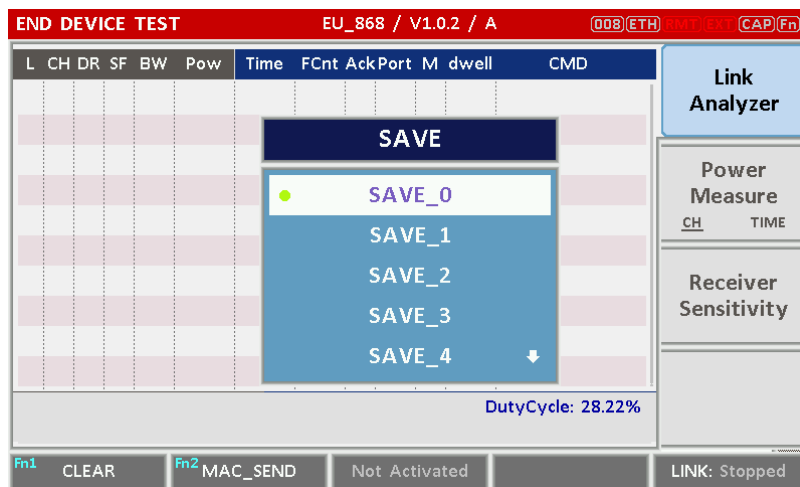 END DEVICE TEST EU_868 / V1.0.2 / A 008 ETH RMT EXT CAP Fn
L CH DR SF BW Pow Time FCnt Ack Port M dwell CMD
Link
Analyzer
SAVE
Power
Measure
CH TIME
SAVE_0
SAVE_1
SAVE_2
SAVE_3
SAVE_4
Receiver
Sensitivity
DutyCycle: 28.22%
Fn1 CLEAR Fn2 MAC_SEND Not Activated LINK: Stopped